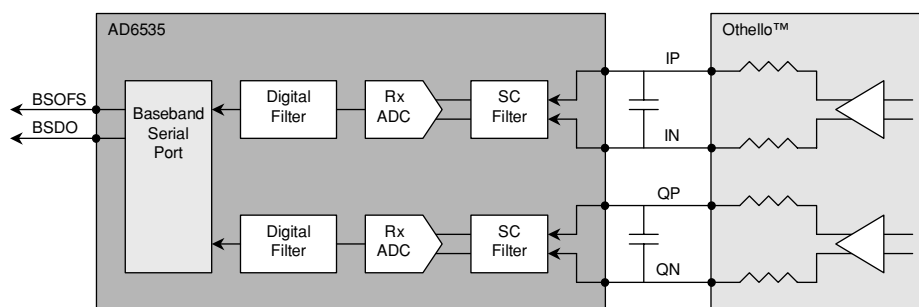 AD6535
Othello™
IP
BSOFS
BSDO
Baseband
Serial
Port
Digital
Filter
Rx
ADC
SC
Filter
IN
QP
Digital
Filter
Rx
ADC
SC
Filter
QN